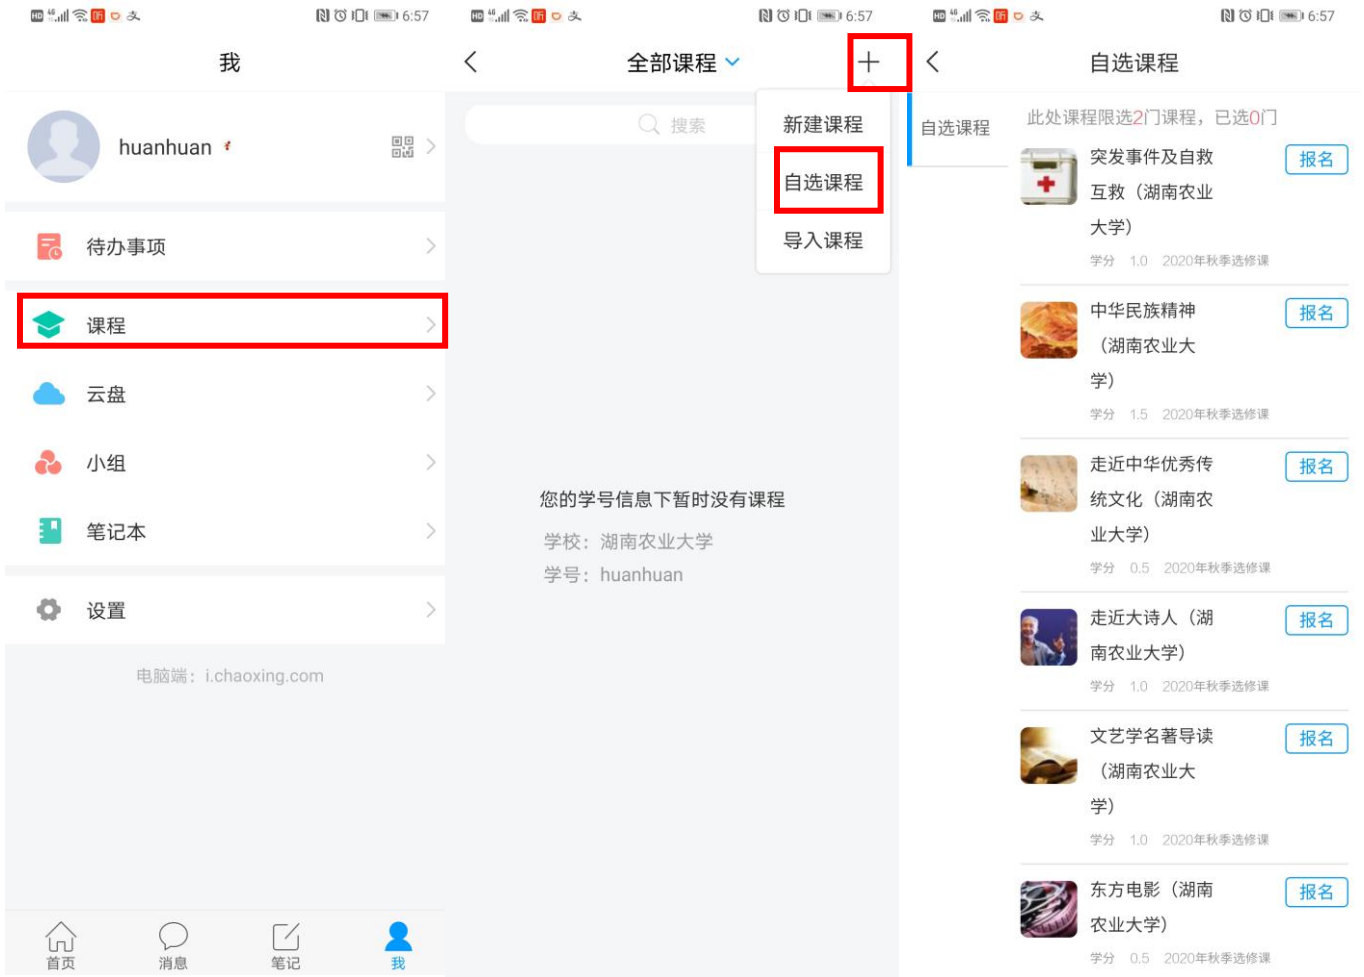 HD 46 听 支 6:57
我
huanhuan
待办事项
课程
云盘
小组
笔记本
设置
电脑端：i.chaoxing.com
首页
消息
笔记
我
HD 46 听 支 6:57
全部课程
搜索
新建课程
自选课程
导入课程
您的学号信息下暂时没有课程
学校：湖南农业大学
学号：huanhuan
HD 46 听 支 6:57
自选课程
自选课程
此处课程限选2门课程，已选0门
突发事件及自救
互救（湖南农业
大学）
报名
学分 1.0 2020年秋季选修课
中华民族精神
（湖南农业大
学）
报名
学分 1.5 2020年秋季选修课
走近中华优秀传
统文化（湖南农
业大学）
报名
学分 0.5 2020年秋季选修课
走近大诗人（湖
南农业大学）
报名
学分 1.0 2020年秋季选修课
文艺学名著导读
（湖南农业大
学）
报名
学分 1.0 2020年秋季选修课
东方电影（湖南
农业大学）
报名
学分 0.5 2020年秋季选修课